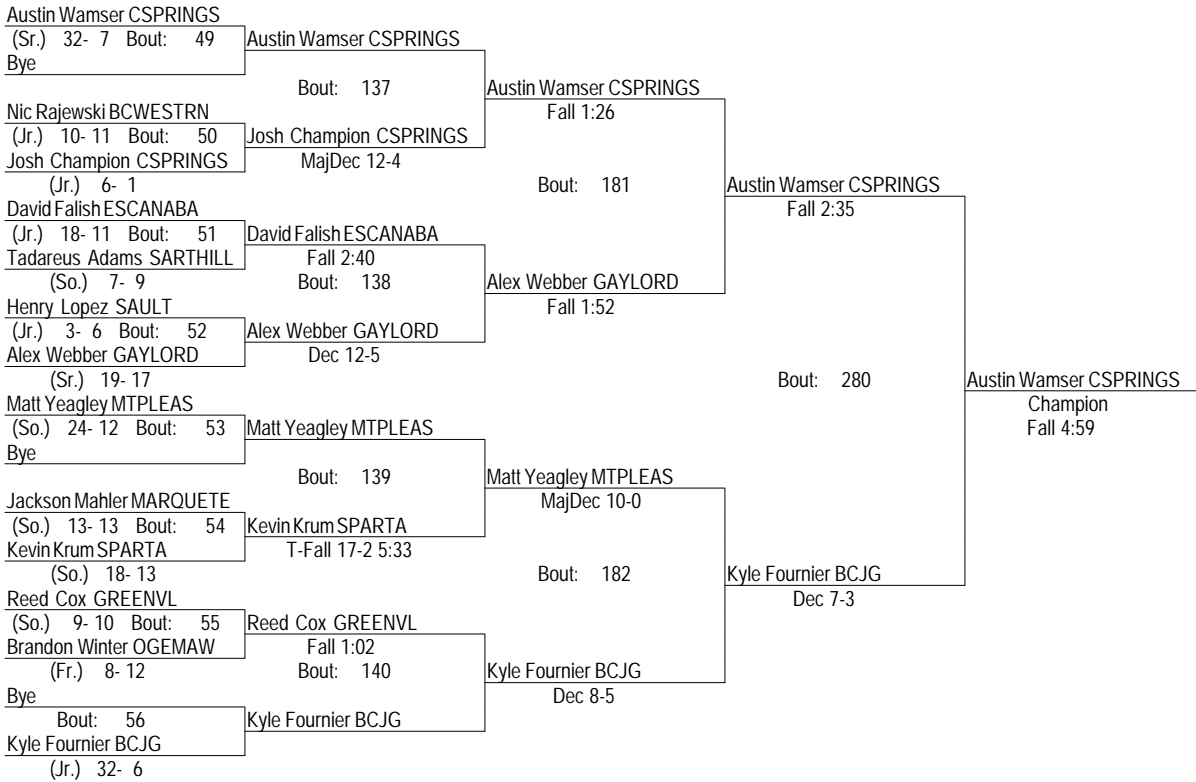 Austin Wamser CSPRINGS
(Sr.) 32- 7 Bout: 49
Bye
Nic Rajewski BCWESTRN
(Jr.) 10- 11 Bout: 50
Josh Champion CSPRINGS
(Jr.) 6- 1
David Falish ESCANABA
(Jr.) 18- 11 Bout: 51
Tadareus Adams SARTHILL
(So.) 7- 9
Henry Lopez SAULT
(Jr.) 3- 6 Bout: 52
Alex Webber GAYLORD
(Sr.) 19- 17
Matt Yeagley MTPLEAS
(So.) 24- 12 Bout: 53
Bye
Jackson Mahler MARQUETE
(So.) 13- 13 Bout: 54
Kevin Krum SPARTA
(So.) 18- 13
Reed Cox GREENVL
(So.) 9- 10 Bout: 55
Brandon Winter OGEMAW
(Fr.) 8- 12
Bye
Bout: 56
Kyle Fournier BCJG
(Jr.) 32- 6
Austin Wamser CSPRINGS
Bout: 137
Josh Champion CSPRINGS
MajDec 12-4
David Falish ESCANABA
Fall 2:40
Bout: 138
Alex Webber GAYLORD
Dec 12-5
Matt Yeagley MTPLEAS
Bout: 139
Kevin Krum SPARTA
T-Fall 17-2 5:33
Reed Cox GREENVL
Fall 1:02
Bout: 140
Kyle Fournier BCJG
Austin Wamser CSPRINGS
Fall 1:26
Bout: 181
Alex Webber GAYLORD
Fall 1:52
Matt Yeagley MTPLEAS
MajDec 10-0
Bout: 182
Kyle Fournier BCJG
Dec 8-5
Austin Wamser CSPRINGS
Fall 2:35
Bout: 280
Kyle Fournier BCJG
Dec 7-3
Austin Wamser CSPRINGS
Champion
Fall 4:59